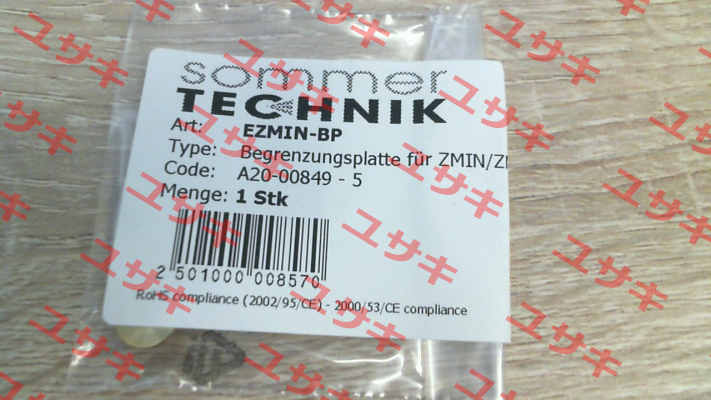 sommer
TECHNIK
Art: EZMIN-BP
Type: Begrenzungsplatte für ZMIN/
Code: A20-00849 - 5
Menge: 1 Stk
2 501000 008570
RoHS compliance (2002/95/CE) - 2000/53/CE compliance
ユサキ